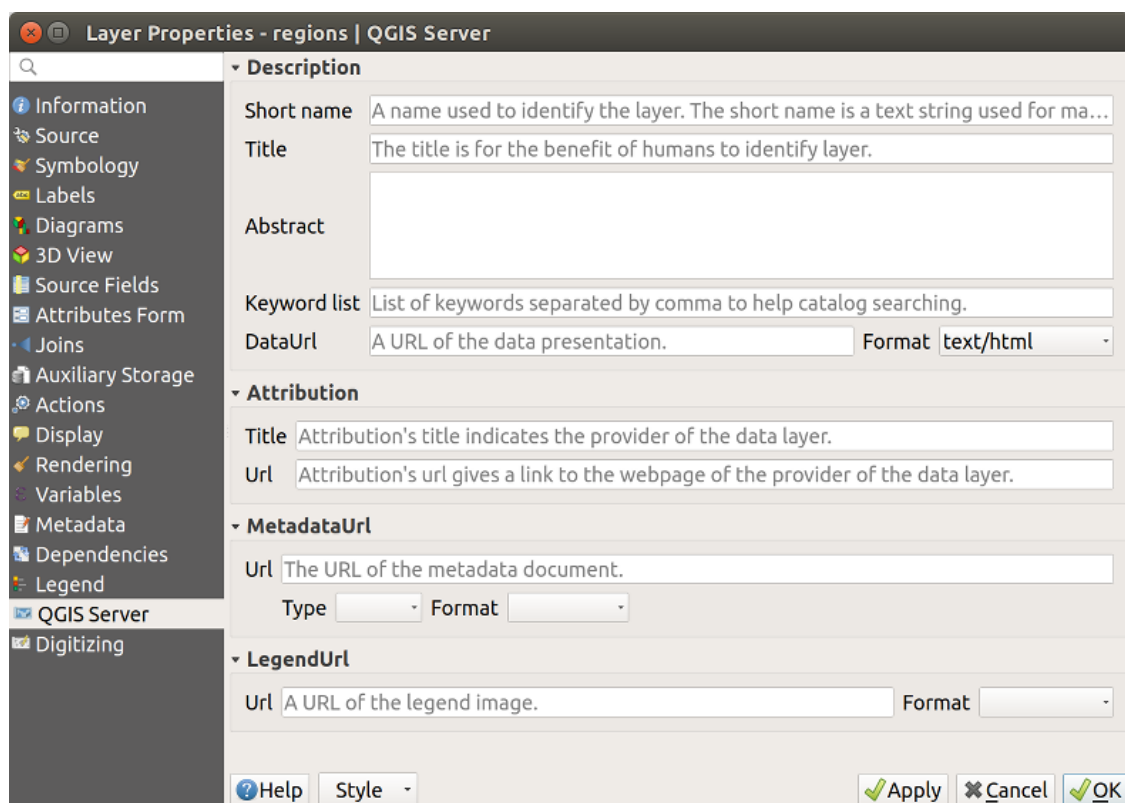 Layer Properties - regions | QGIS Server
Information
Source
Symbology
Labels
Diagrams
3D View
Source Fields
Attributes Form
Joins
Auxiliary Storage
Actions
Display
Rendering
Variables
Metadata
Dependencies
Legend
QGIS Server
Digitizing
Description
Short name A name used to identify the layer. The short name is a text string used for ma...
Title The title is for the benefit of humans to identify layer.
Abstract
Keyword list List of keywords separated by comma to help catalog searching.
DataUrl A URL of the data presentation. Format text/html
Attribution
Title Attribution's title indicates the provider of the data layer.
Url Attribution's url gives a link to the webpage of the provider of the data layer.
MetadataUrl
Url The URL of the metadata document.
Type Format
LegendUrl
Url A URL of the legend image. Format
Help Style Apply Cancel OK